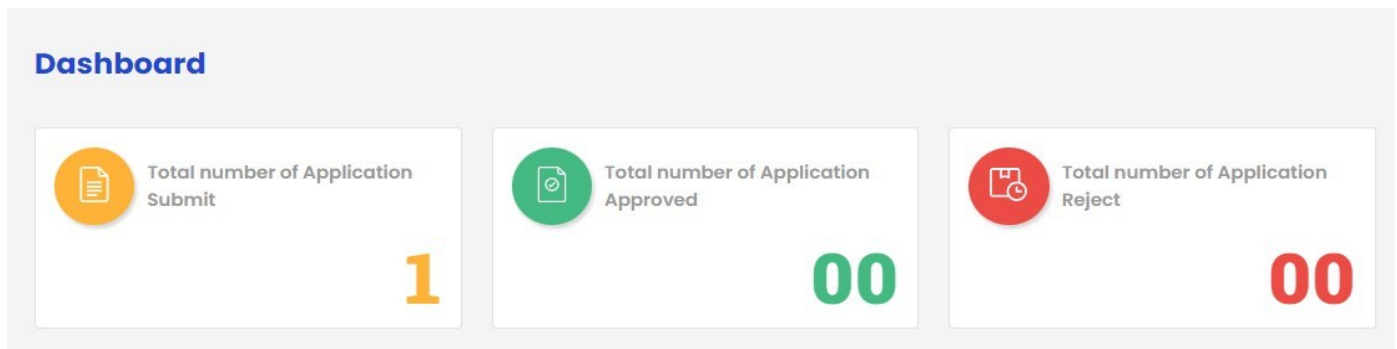 Dashboard
Total number of Application
Submit
1
Total number of Application
Approved
00
Total number of Application
Reject
00